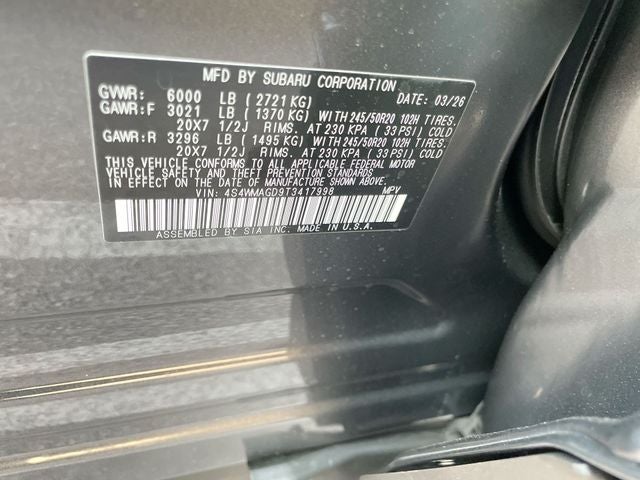 MFD BY SUBARU CORPORATION
GVWR: 6000 LB (2721 KG) DATE: 03/26
GAWR:F 3021 LB (1370 KG) WITH 245/50R20 102H TIRES.
20X7 1/2J RIMS. AT 230 KPA (33 PSI) COLD
GAWR:R 3296 LB (1495 KG) WITH 245/50R20 102H TIRES.
20X7 1/2J RIMS. AT 230 KPA (33 PSI) COLD
THIS VEHICLE CONFORMS TO ALL APPLICABLE FEDERAL MOTOR
VEHICLE SAFETY AND THEFT PREVENTION STANDARDS
IN EFFECT ON THE DATE OF MANUFACTURE SHOWN ABOVE.
VIN: 4S4WMAGD9T3417998 MPV
ASSEMBLED BY SIA INC. MADE IN U.S.A.